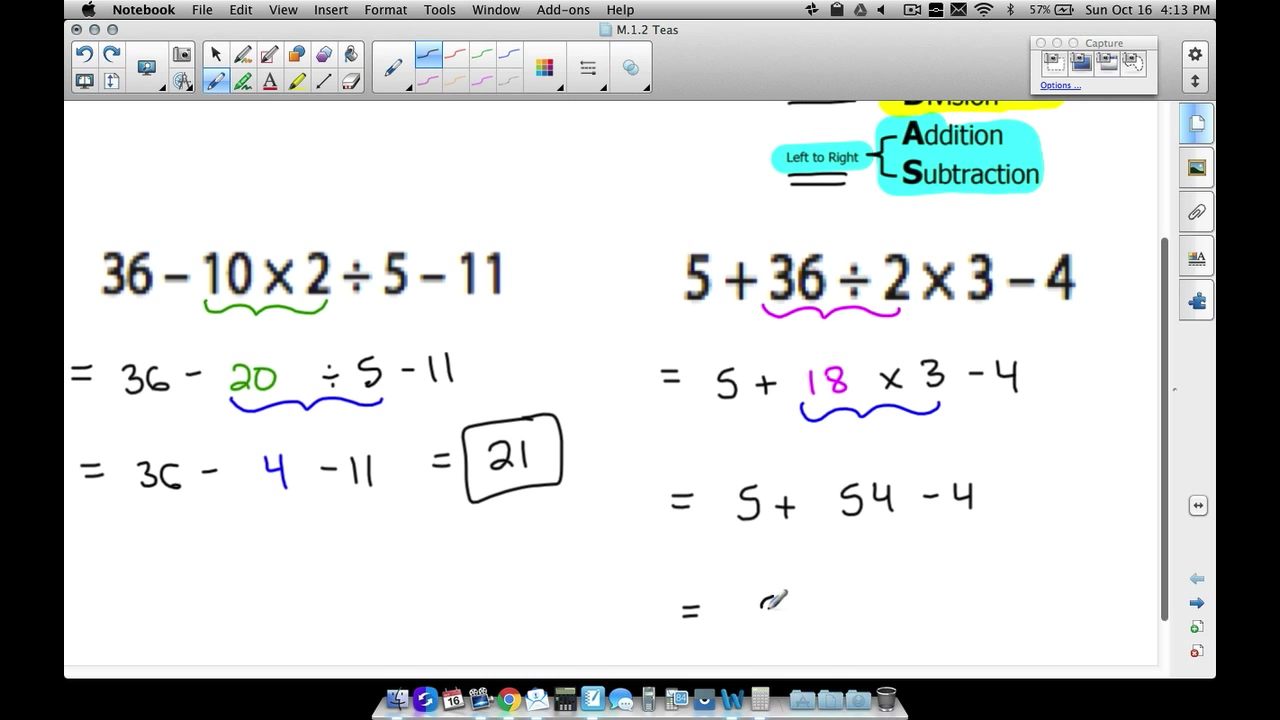 Notebook File Edit View Insert Format Tools Window Add-ons Help 57% Sun Oct 16 4:13 PM
M.1.2 Teas
Capture
Options ...
Division
Left to Right
Addition
Subtraction
36 – 10 × 2 ÷ 5 – 11
= 36 - 20 ÷ 5 - 11
= 36 - 4 - 11 = 21
5 + 36 ÷ 2 × 3 – 4
= 5 + 18 × 3 - 4
= 5 + 54 - 4
=
16